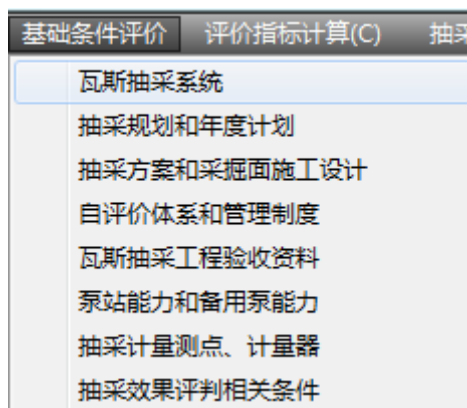 基础条件评价 评价指标计算(C) 抽
瓦斯抽采系统
抽采规划和年度计划
抽采方案和采掘面施工设计
自评价体系和管理制度
瓦斯抽采工程验收资料
泵站能力和备用泵能力
抽采计量测点、计量器
抽采效果评判相关条件